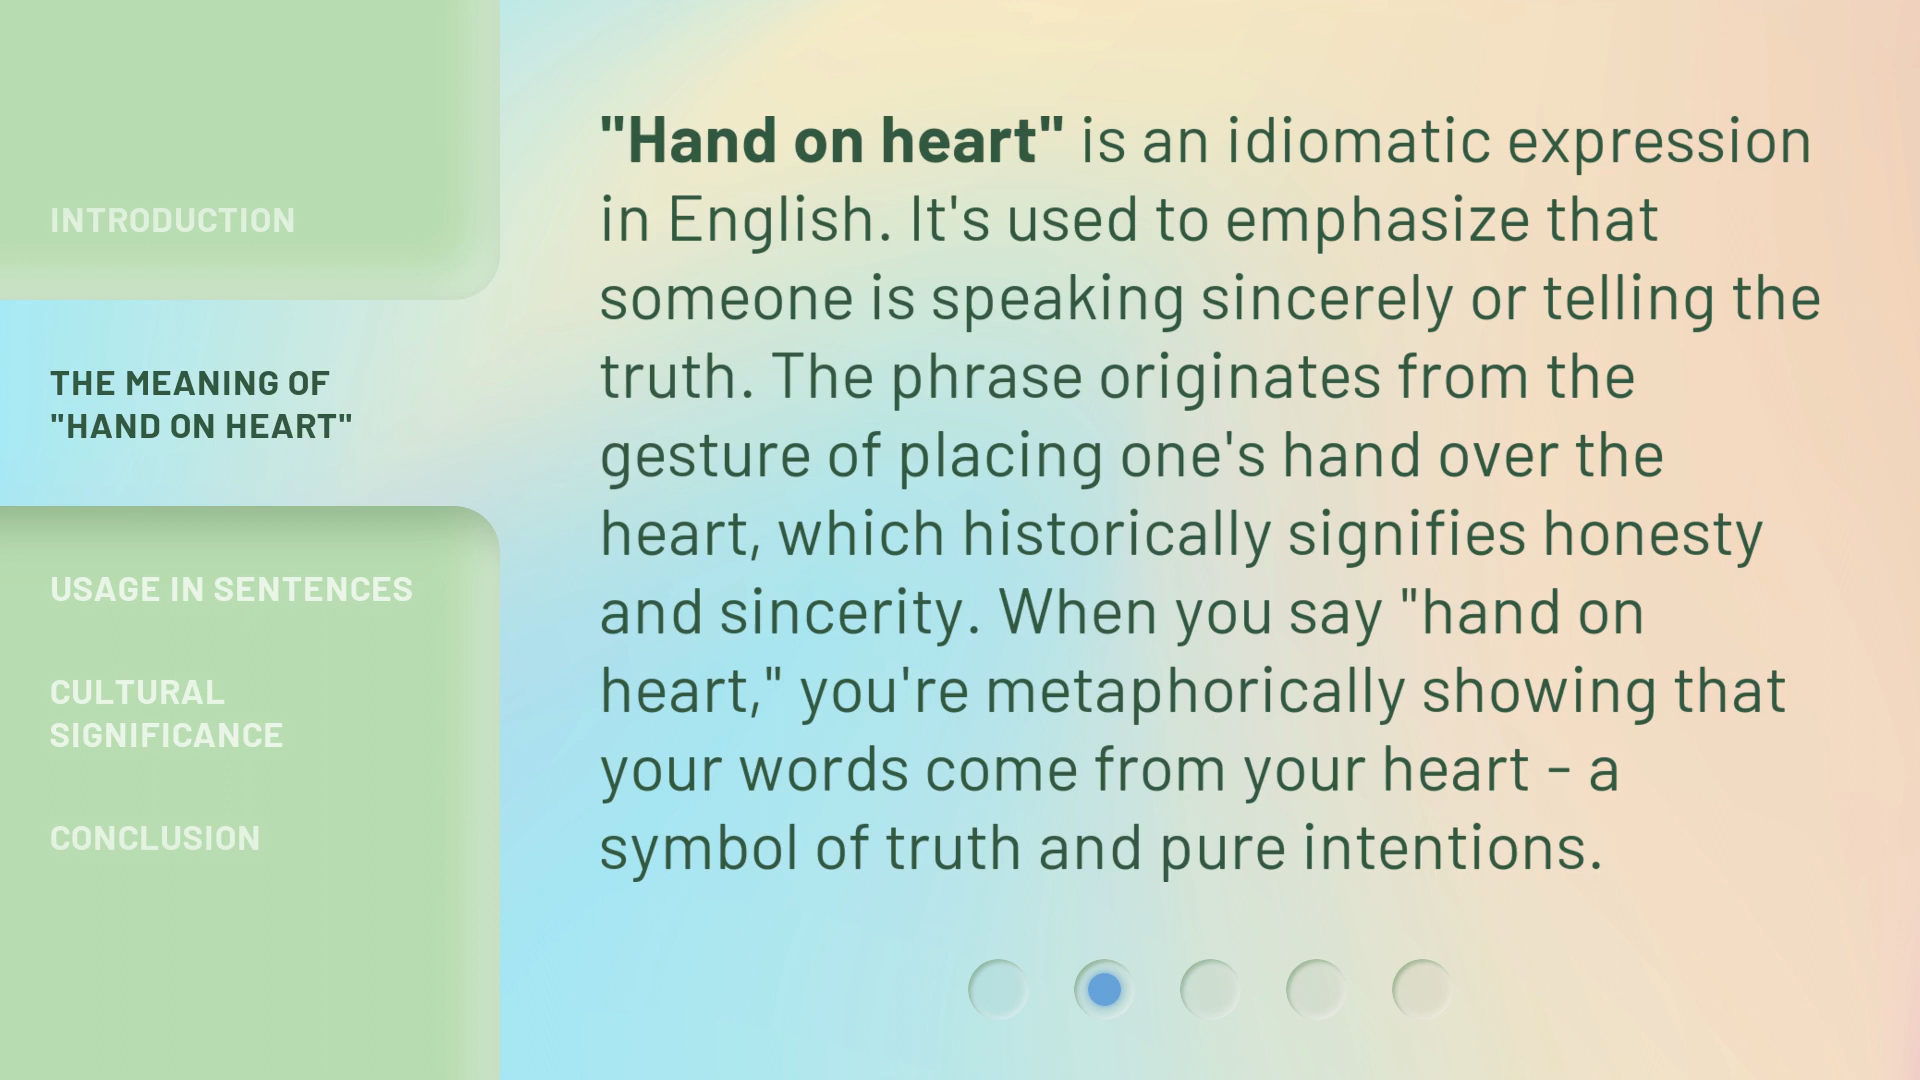 INTRODUCTION
THE MEANING OF
"HAND ON HEART"
USAGE IN SENTENCES
CULTURAL
SIGNIFICANCE
CONCLUSION
"Hand on heart" is an idiomatic expression
in English. It's used to emphasize that
someone is speaking sincerely or telling the
truth. The phrase originates from the
gesture of placing one's hand over the
heart, which historically signifies honesty
and sincerity. When you say "hand on
heart," you're metaphorically showing that
your words come from your heart - a
symbol of truth and pure intentions.